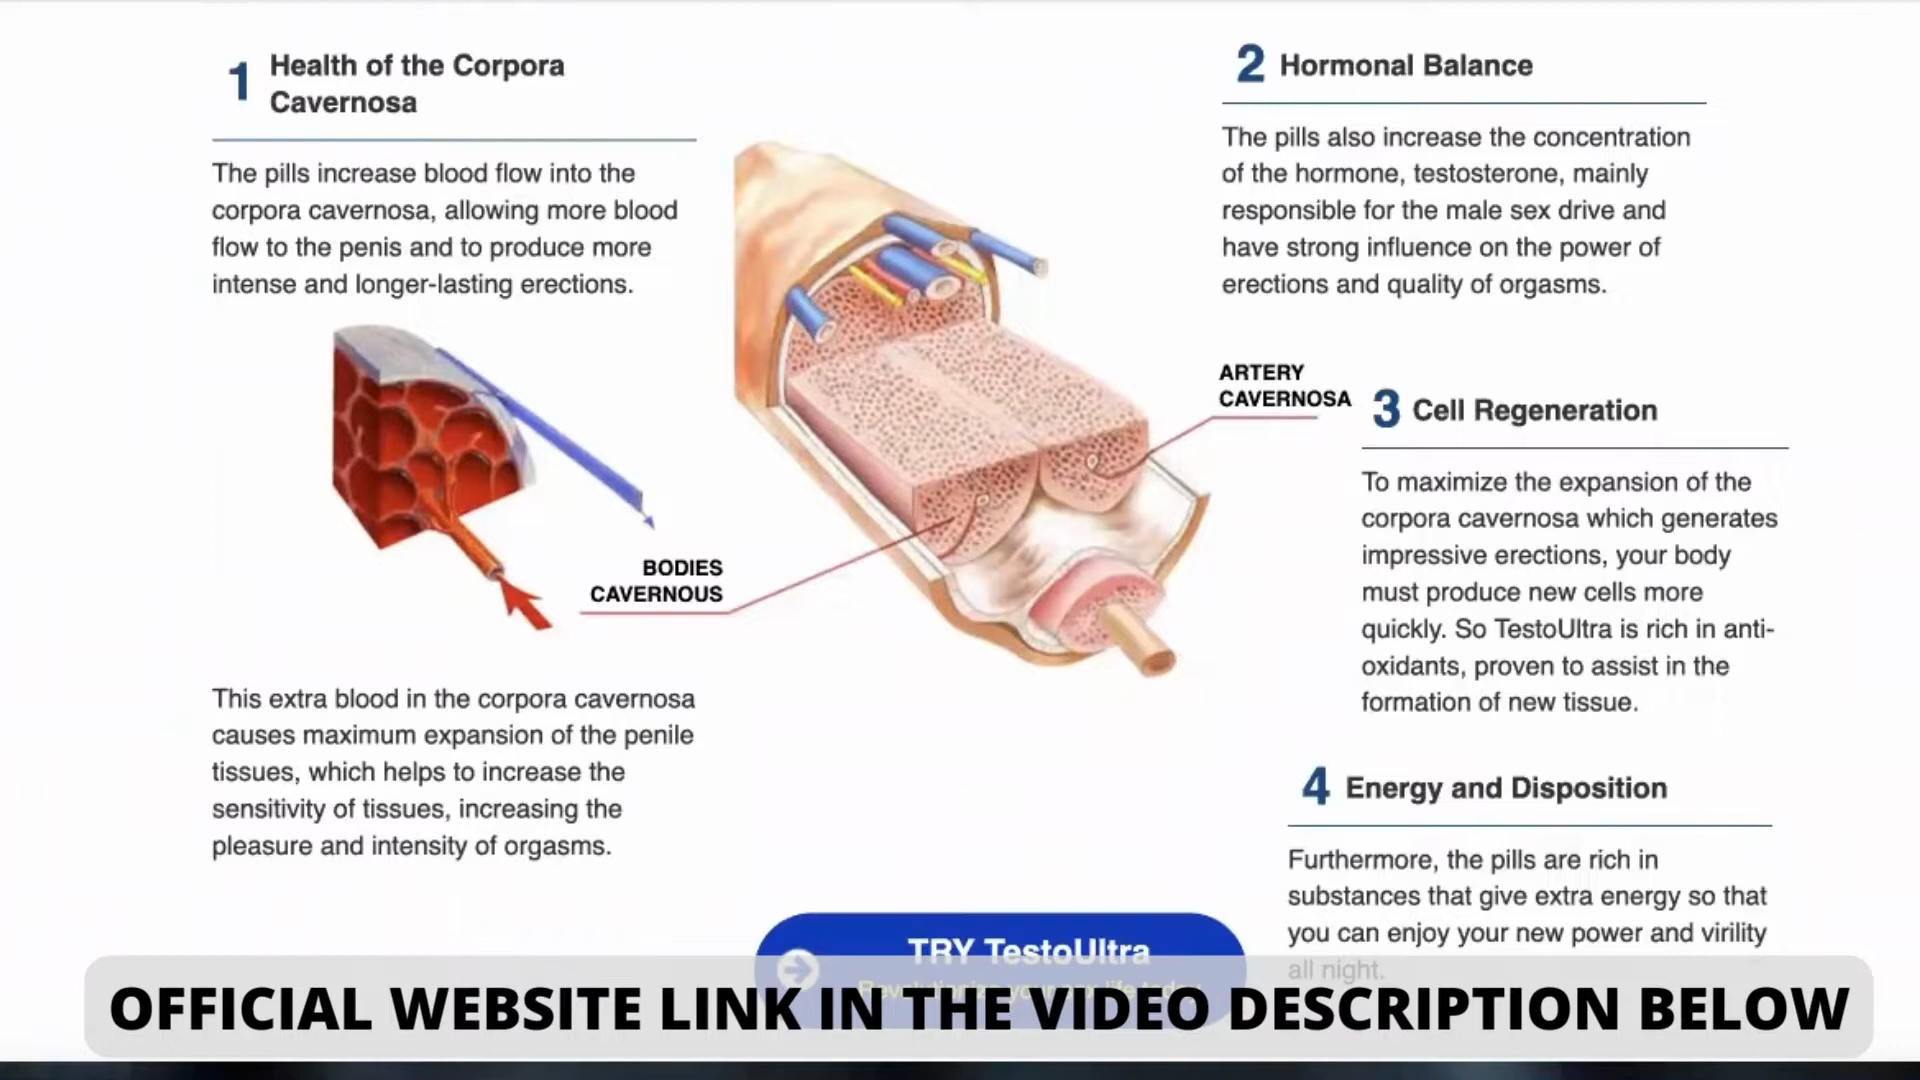 1 Health of the Corpora
Cavernosa
The pills increase blood flow into the
corpora cavernosa, allowing more blood
flow to the penis and to produce more
intense and longer-lasting erections.
BODIES
CAVERNOUS
This extra blood in the corpora cavernosa
causes maximum expansion of the penile
tissues, which helps to increase the
sensitivity of tissues, increasing the
pleasure and intensity of orgasms.
2 Hormonal Balance
The pills also increase the concentration
of the hormone, testosterone, mainly
responsible for the male sex drive and
have strong influence on the power of
erections and quality of orgasms.
ARTERY
CAVERNOSA
3 Cell Regeneration
To maximize the expansion of the
corpora cavernosa which generates
impressive erections, your body
must produce new cells more
quickly. So TestoUltra is rich in anti-
oxidants, proven to assist in the
formation of new tissue.
4 Energy and Disposition
Furthermore, the pills are rich in
substances that give extra energy so that
you can enjoy your new power and virility
all night.
TRY TestoUltra
OFFICIAL WEBSITE LINK IN THE VIDEO DESCRIPTION BELOW